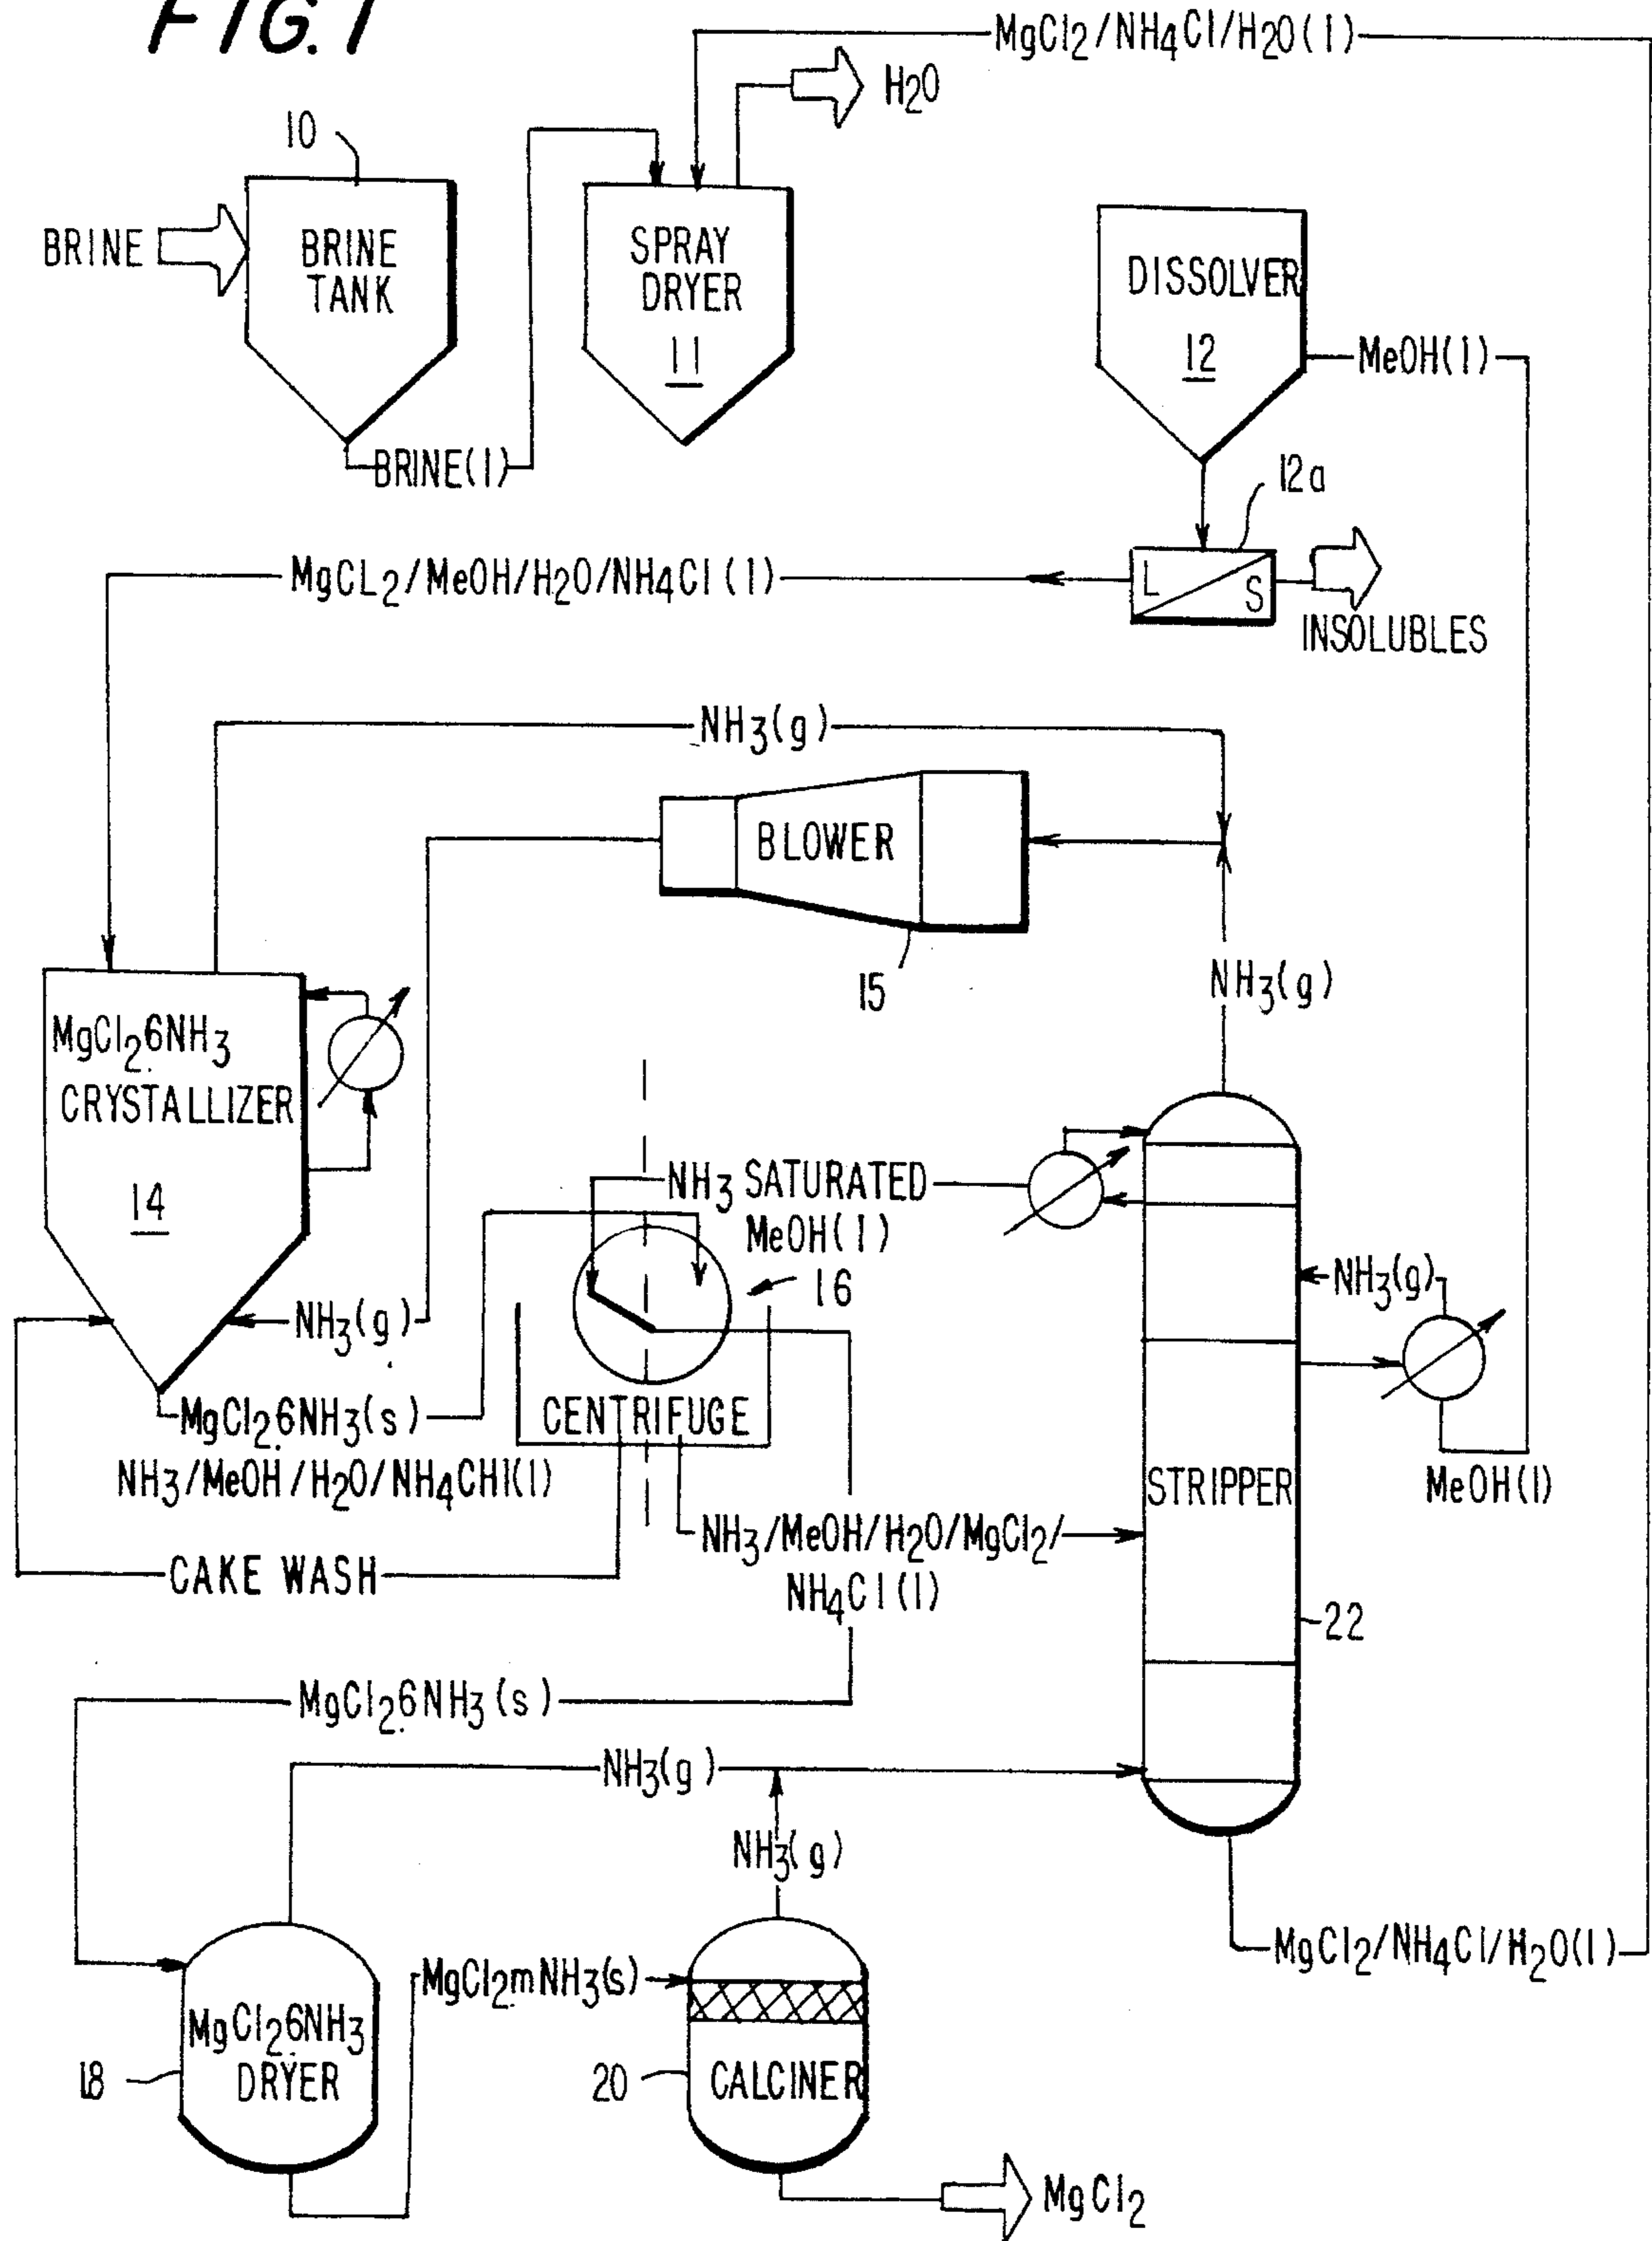 FIG. 1
MgCl2/NH4Cl/H2O(l)
H2O
10
BRINE
BRINE
TANK
SPRAY
DRYER
11
DISSOLVER
12
MeOH(l)
BRINE(l)
12a
MgCL2/MeOH/H2O/NH4Cl(l)
L
S
INSOLUBLES
NH3(g)
BLOWER
15
NH3(g)
MgCl2.6NH3
CRYSTALLIZER
14
NH3 SATURATED
MeOH(l)
16
NH3(g)
NH3(g)
MgCl2.6NH3(s)
NH3/MeOH/H2O/NH4CHl(l)
CENTRIFUGE
STRIPPER
MeOH(l)
NH3/MeOH/H2O/MgCl2/
NH4Cl(l)
CAKE WASH
22
MgCl2.6NH3(s)
NH3(g)
NH3(g)
MgCl2/NH4Cl/H2O(l)
MgCl2.mNH3(s)
MgCl2.6NH3
DRYER
18
20
CALCINER
MgCl2